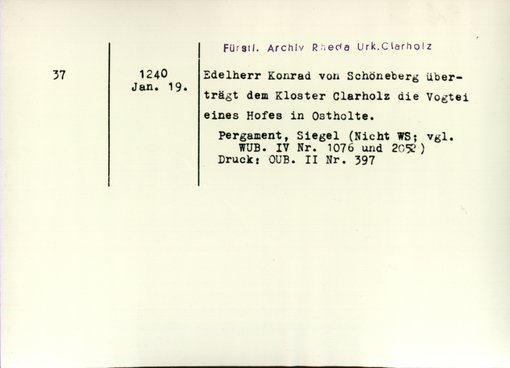 Fürstl. Archiv Rheda Urk.Clarholz
37
1240
Jan. 19.
Edelherr Konrad von Schöneberg über-
trägt dem Kloster Clarholz die Vogtei
eines Hofes in Ostholte.
Pergament, Siegel (Nicht WS; vgl.
WUB. IV Nr. 1076 und 2052)
Druck: OUB. II Nr. 397